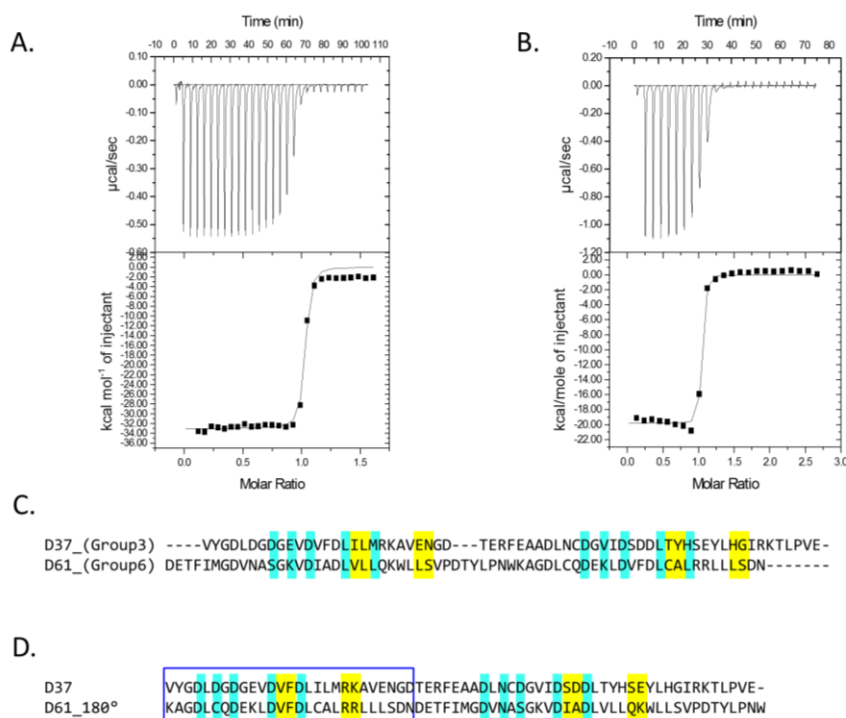 A.
Time (min)
-10 0 10 20 30 40 50 60 70 80 90 100 110
0.10
0.00
-0.10
-0.20
-0.30
-0.40
-0.50
-0.60
µcal/sec
2.00
0.00
-2.00
-4.00
-6.00
-8.00
-10.00
-12.00
-14.00
-16.00
-18.00
-20.00
-22.00
-24.00
-26.00
-28.00
-30.00
-32.00
-34.00
-36.00
kcal mol⁻¹ of injectant
0.0 0.5 1.0 1.5
Molar Ratio
B.
Time (min)
-10 0 10 20 30 40 50 60 70 80
0.20
0.00
-0.20
-0.40
-0.60
-0.80
-1.00
-1.20
µcal/sec
2.00
0.00
-2.00
-4.00
-6.00
-8.00
-10.00
-12.00
-14.00
-16.00
-18.00
-20.00
-22.00
kcal/mole of injectant
0.0 0.5 1.0 1.5 2.0 2.5 3.0
Molar Ratio
C.
D37_(Group3) ----VYGDLDGDGEVDVFDLILMRKAVENGD---TERFEAADLNCDGVIDSDDLTYHSEYLHGIRKTLPVE-
D61_(Group6) DETFIMGDVNASGKVDIADLVLLQKWLLSVPDTYLPNWKAGDLCQDEKLDVFDLCALRRLLLSDN-------
D.
D37 VYGDLDGDGEVDVFDLILMRKAVENGDTERFEAADLNCDGVIDSDDLTYHSEYLHGIRKTLPVE-
D61_180° KAGDLCQDEKLDVFDLCALRRLLLSDNDETFIMGDVNASGKVDIADLVLLQKWLLSVPDTYLPNW